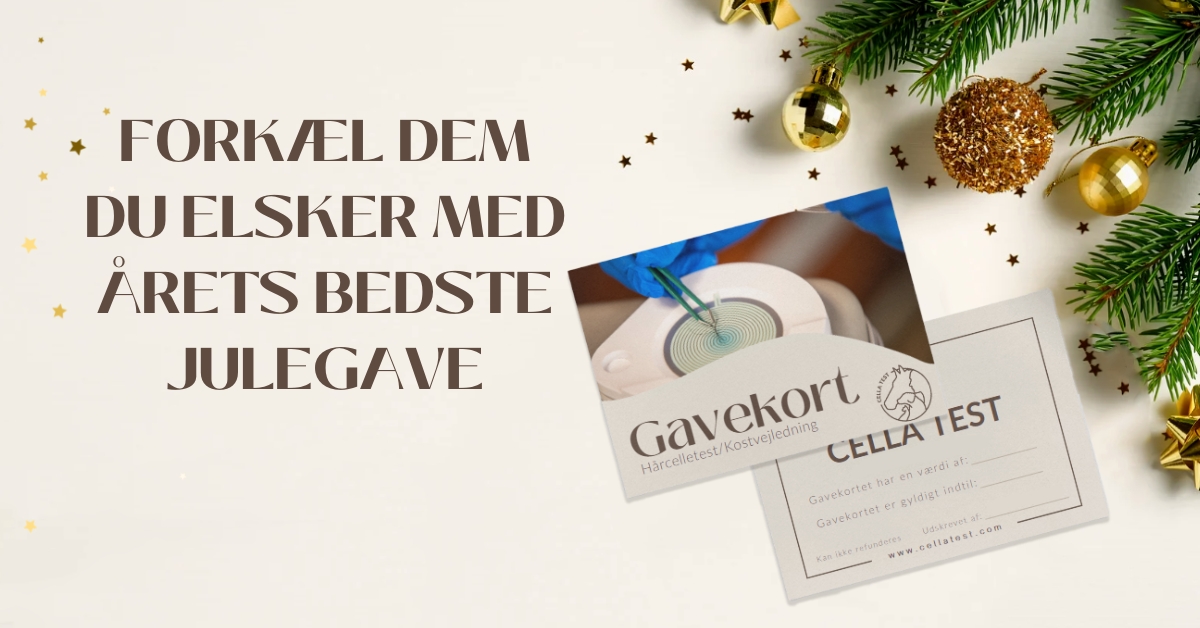 FORKÆL DEM
DU ELSKER MED
ÅRETS BEDSTE
JULEGAVE
Gavekort
Hårcelletest/Kostvejledning
CELLA TEST
CELLA TEST
Gavekortet har en værdi af:
Gavekortet er gyldigt indtil:
Kan ikke refunderes
Udskrevet af:
www.cellatest.com